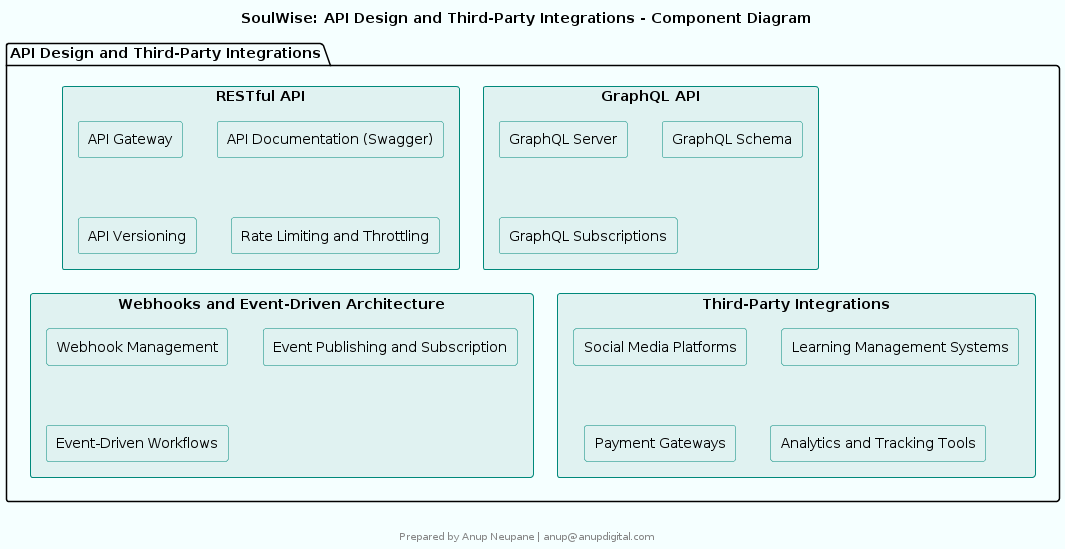 SoulWise: API Design and Third-Party Integrations - Component Diagram
API Design and Third-Party Integrations
RESTful API
API Gateway
API Documentation (Swagger)
API Versioning
Rate Limiting and Throttling
GraphQL API
GraphQL Server
GraphQL Schema
GraphQL Subscriptions
Webhooks and Event-Driven Architecture
Webhook Management
Event Publishing and Subscription
Event-Driven Workflows
Third-Party Integrations
Social Media Platforms
Learning Management Systems
Payment Gateways
Analytics and Tracking Tools
Prepared by Anup Neupane | anup@anupdigital.com